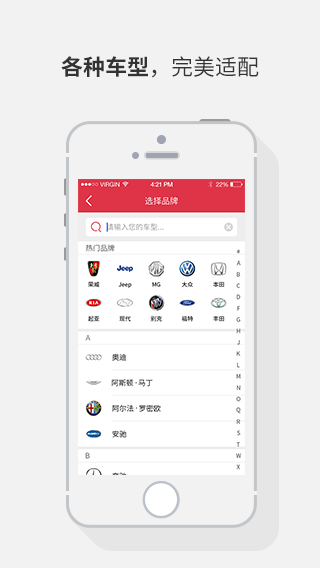 各种车型，完美适配
VIRGIN 4:21 PM 22%
选择品牌
请输入您的车型...
热门品牌
荣威 Jeep MG 大众 丰田
起亚 现代 别克 福特 丰田
A
奥迪
阿斯顿·马丁
阿尔法·罗密欧
安驰
B
#
A
B
C
D
E
F
G
H
J
K
L
M
N
O
Q
R
S
T
W
X